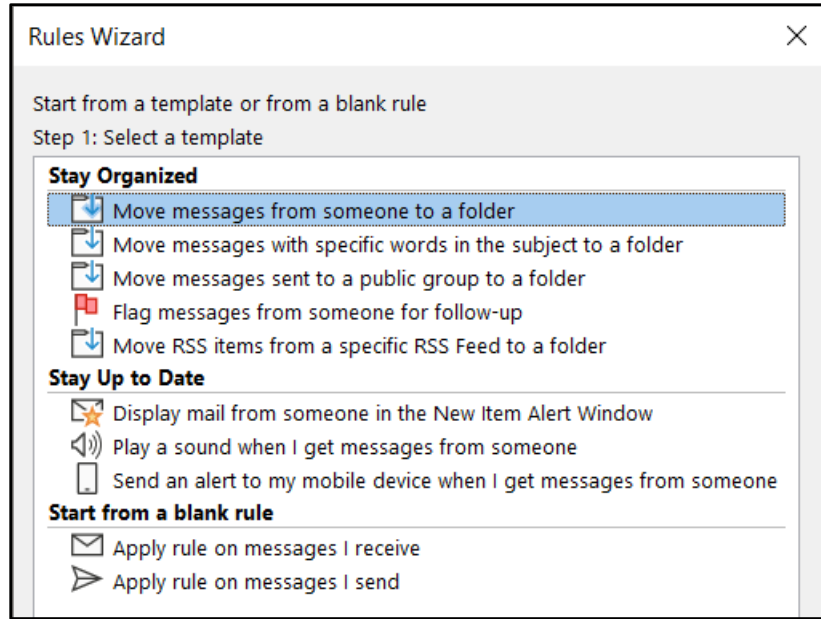 Rules Wizard
Start from a template or from a blank rule
Step 1: Select a template
Stay Organized
Move messages from someone to a folder
Move messages with specific words in the subject to a folder
Move messages sent to a public group to a folder
Flag messages from someone for follow-up
Move RSS items from a specific RSS Feed to a folder
Stay Up to Date
Display mail from someone in the New Item Alert Window
Play a sound when I get messages from someone
Send an alert to my mobile device when I get messages from someone
Start from a blank rule
Apply rule on messages I receive
Apply rule on messages I send